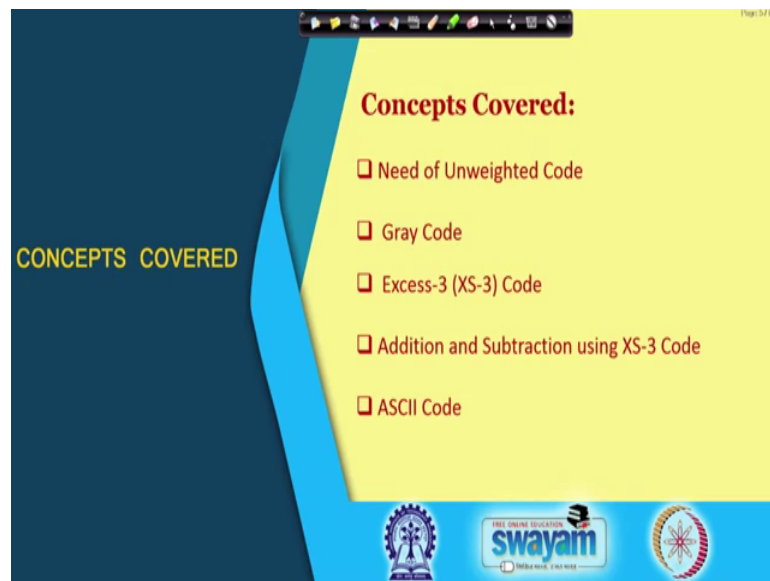 Concepts Covered:
Need of Unweighted Code
Gray Code
Excess-3 (XS-3) Code
CONCEPTS COVERED
Addition and Subtraction using XS-3 Code
ASCII Code
FREE ONLINE EDUCATION
swayam